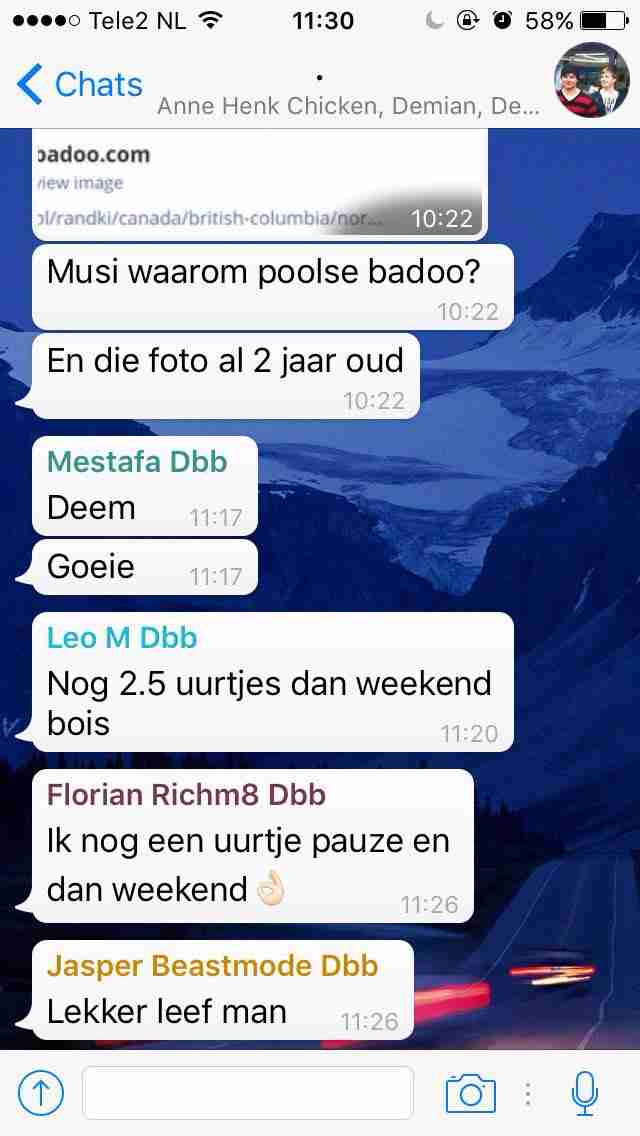 Tele2 NL 11:30 58%
Chats .
Anne Henk Chicken, Demian, De...
badoo.com
view image
pl/randki/canada/british-columbia/nor... 10:22
Musi waarom poolse badoo?
10:22
En die foto al 2 jaar oud
10:22
Mestafa Dbb
Deem 11:17
Goeie 11:17
Leo M Dbb
Nog 2.5 uurtjes dan weekend
bois 11:20
Florian Richm8 Dbb
Ik nog een uurtje pauze en
dan weekend👌🏻 11:26
Jasper Beastmode Dbb
Lekker leef man 11:26